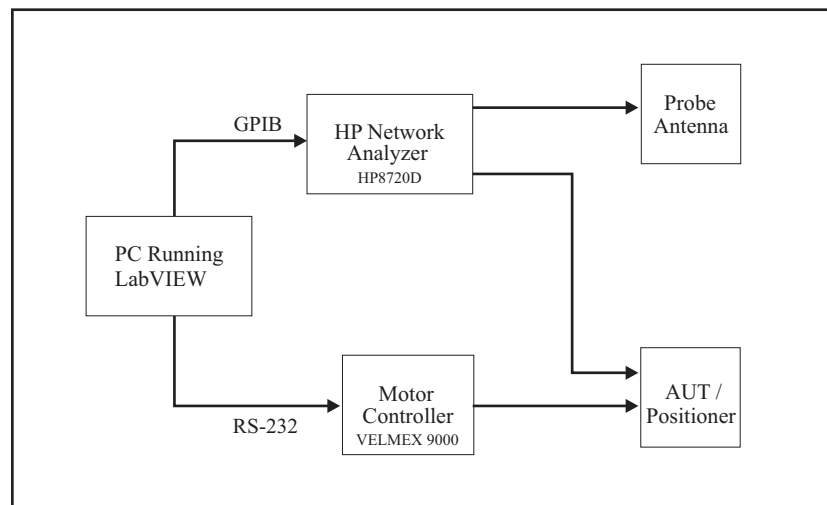 GPIB
HP Network
Analyzer
HP8720D
Probe
Antenna
PC Running
LabVIEW
RS-232
Motor
Controller
VELMEX 9000
AUT /
Positioner